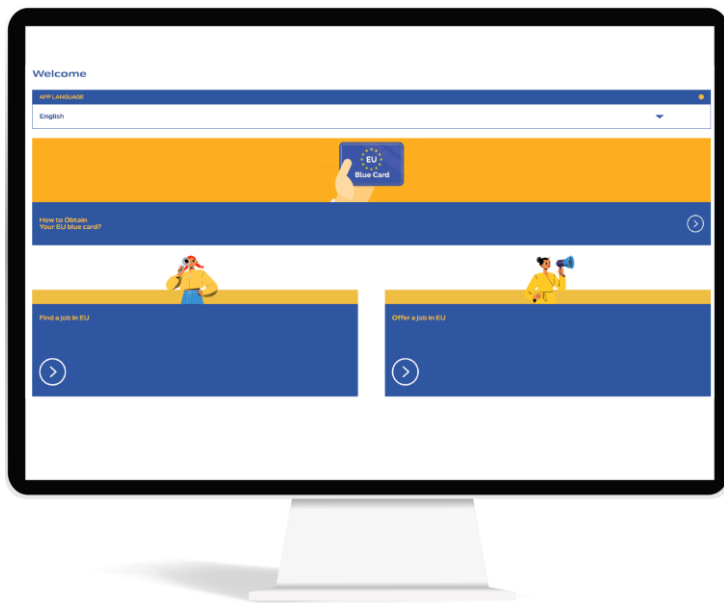 Welcome
APP LANGUAGE
English
EU
Blue Card
How to Obtain
Your EU blue card?
Find a job in EU
Offer a job in EU